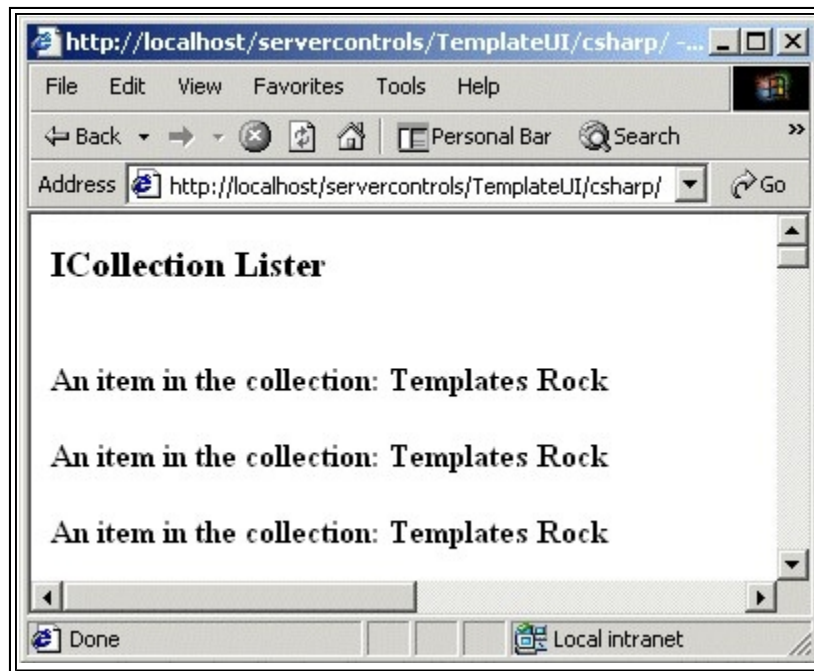 http://localhost/servercontrols/TemplateUI/csharp/ -...
File Edit View Favorites Tools Help
Back Personal Bar Search »
Address http://localhost/servercontrols/TemplateUI/csharp/ Go
ICollection Lister
An item in the collection: Templates Rock
An item in the collection: Templates Rock
An item in the collection: Templates Rock
Done Local intranet